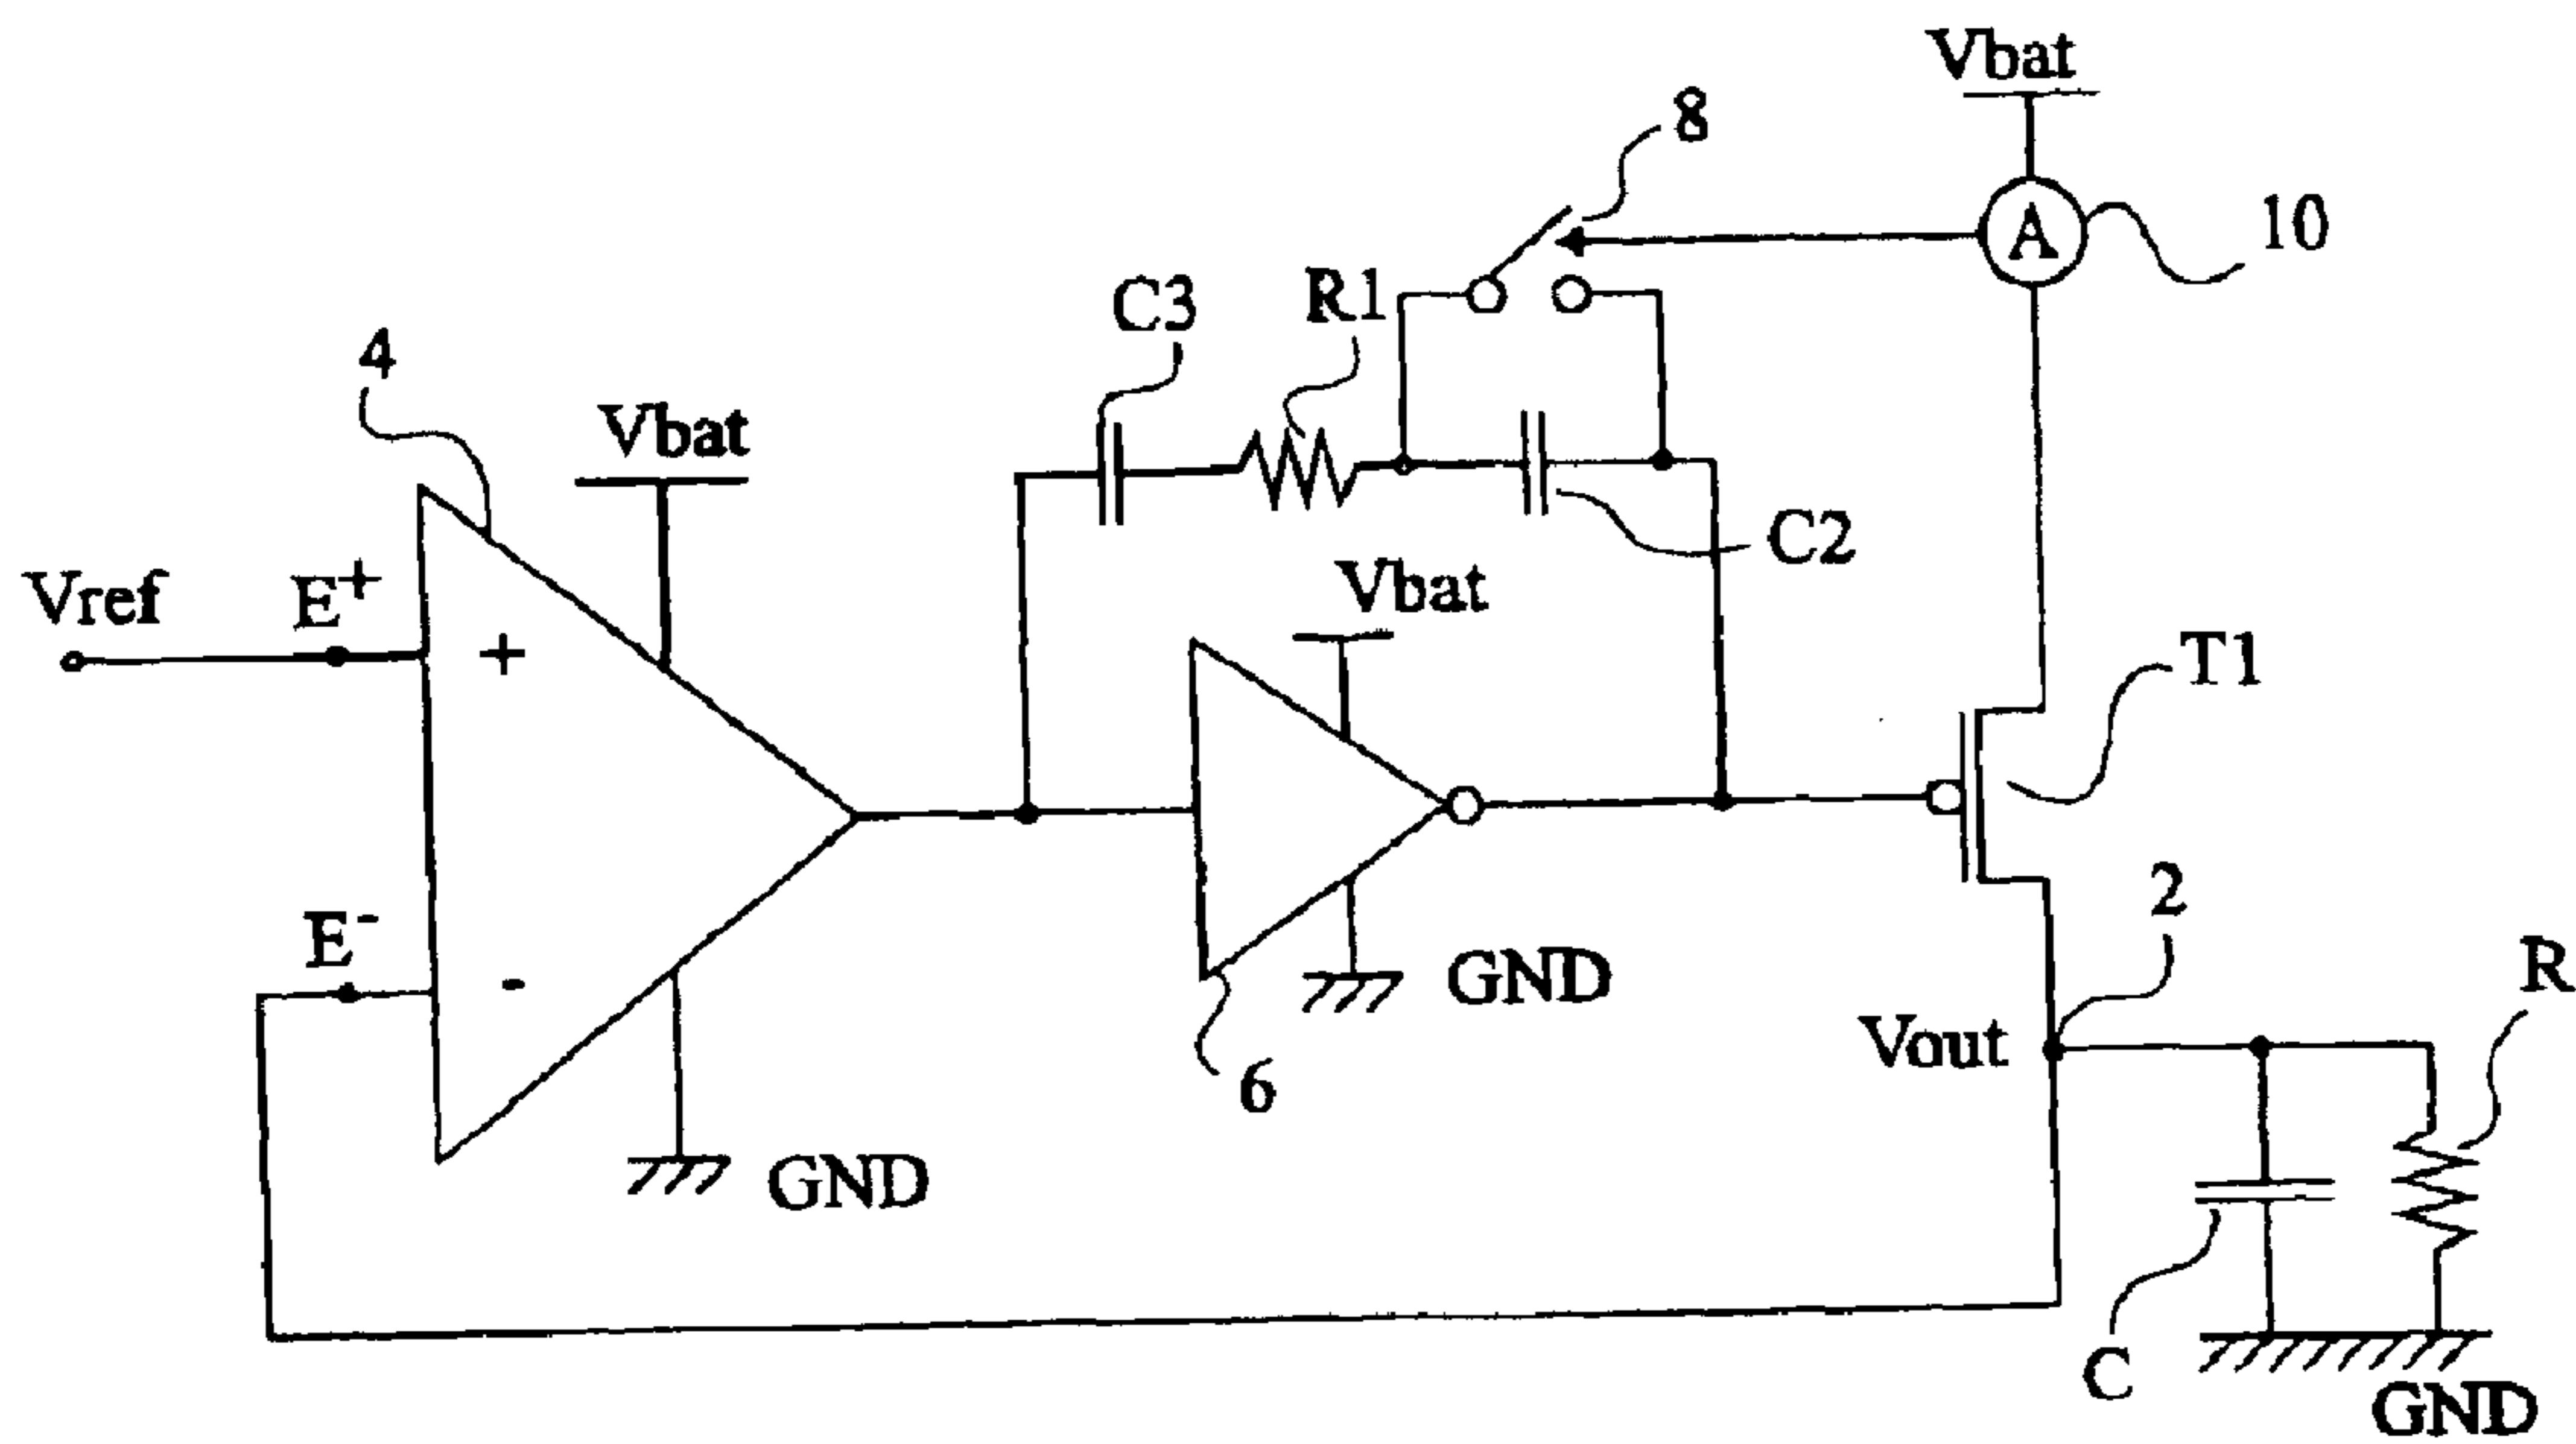 Vbat
8
10
A
C3
R1
4
Vbat
C2
Vbat
Vref
E+
+
T1
2
E-
-
GND
Vout
R
6
GND
C
GND